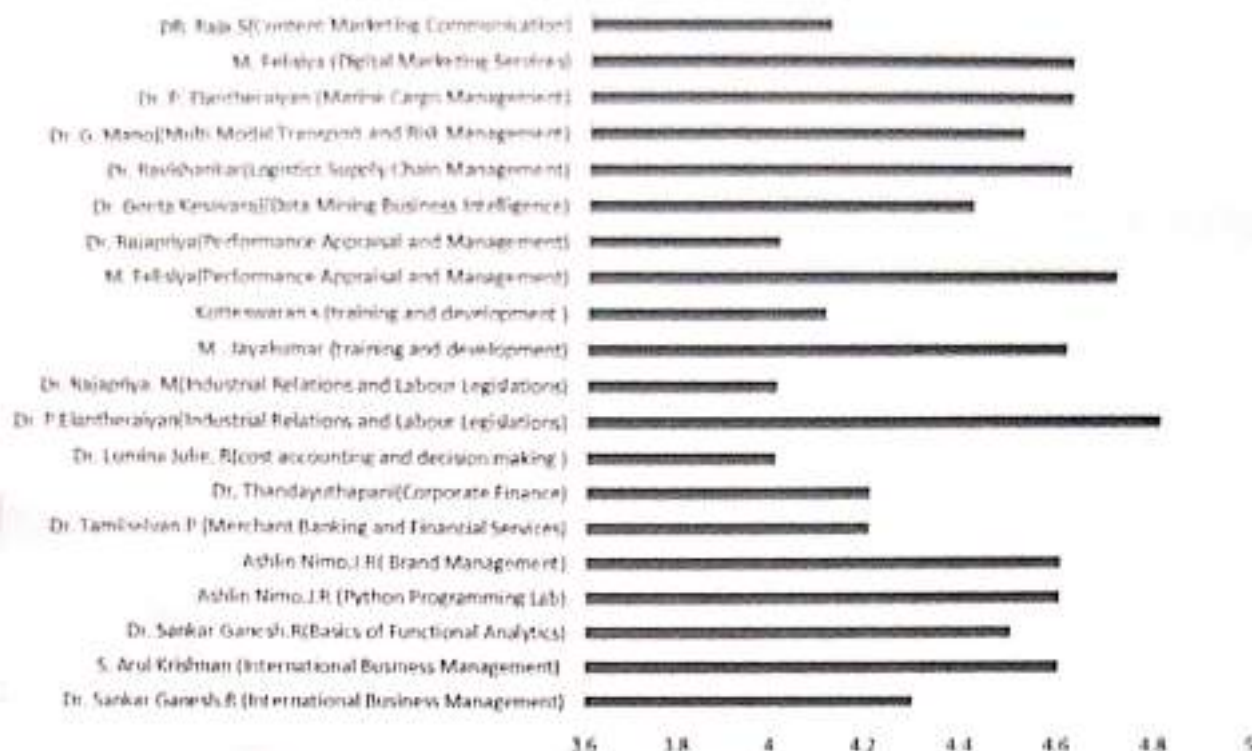 DR. Raja S(Content Marketing Communication)
M. Felisiya (Digital Marketing Services)
Dr. P. Elantheraiyan (Marine Cargo Management)
Dr. G. Manoj(Multi Modal Transport and Risk Management)
Dr. Ravishankar(Logistics Supply Chain Management)
Dr. Geeta Kesavaraj(Data Mining Business Intelligence)
Dr. Rajapriya(Performance Appraisal and Management)
M. Felisiya(Performance Appraisal and Management)
Kotteswaran s (training and development )
M . Jayakumar (training and development)
Dr. Rajapriya M(Industrial Relations and Labour Legislations)
Dr. P Elantheraiyan(Industrial Relations and Labour Legislations)
Dr. Lumina Julie. R(cost accounting and decision making )
Dr. Thandayuthapani(Corporate Finance)
Dr. Tamilselvan P (Merchant Banking and Financial Services)
Ashlin Nimo.J.R( Brand Management)
Ashlin Nimo.J.R (Python Programming Lab)
Dr. Sankar Ganesh.R(Basics of Functional Analytics)
S. Arul Krishnan (International Business Management)
Dr. Sankar Ganesh.R (International Business Management)
3.6 3.8 4 4.2 4.4 4.6 4.8